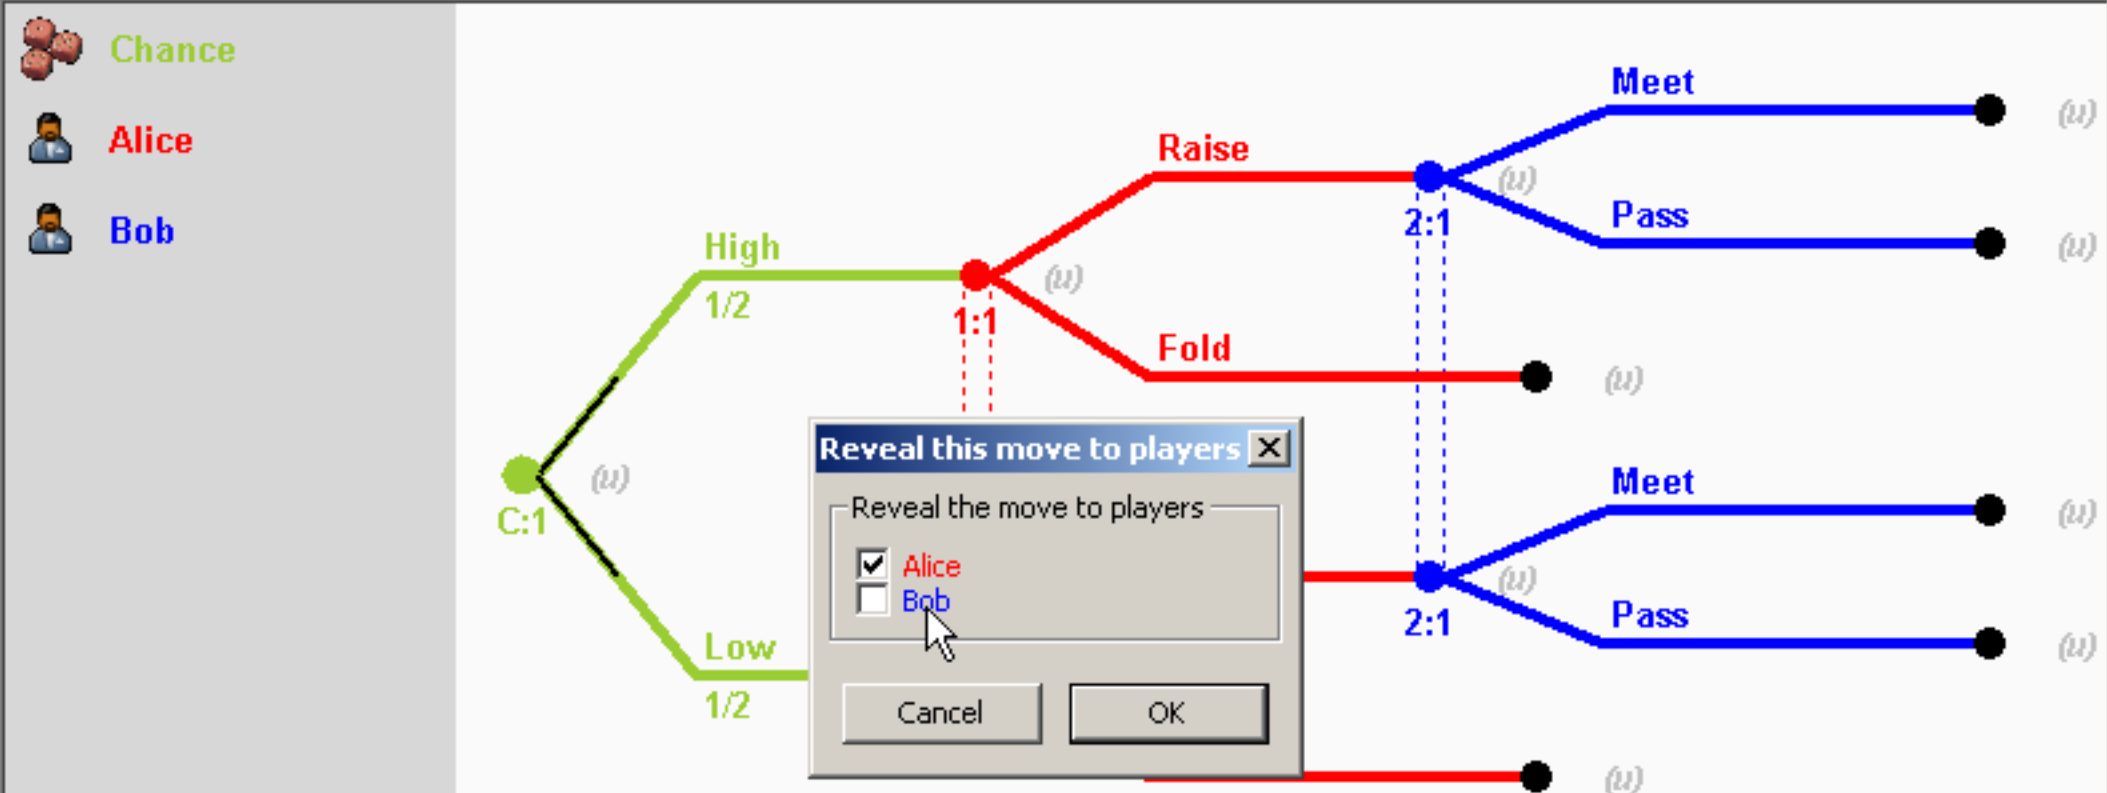 Chance
Alice
Bob
Meet
(u)
Raise
(u)
2:1
Pass
(u)
High
1/2
(u)
1:1
Fold
(u)
Reveal this move to players
Reveal the move to players
Alice
Bob
Cancel
OK
(u)
C:1
Meet
(u)
(u)
2:1
Pass
(u)
Low
1/2
(u)